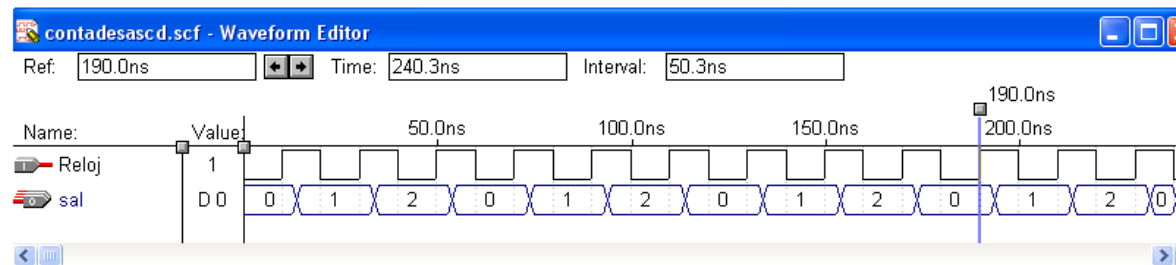 contadesascd.scf - Waveform Editor
Ref: 190.0ns Time: 240.3ns Interval: 50.3ns
190.0ns
Name: Value: 50.0ns 100.0ns 150.0ns 200.0ns
Reloj 1
sal D 0 0 1 2 0 1 2 0 1 2 0 1 2 0